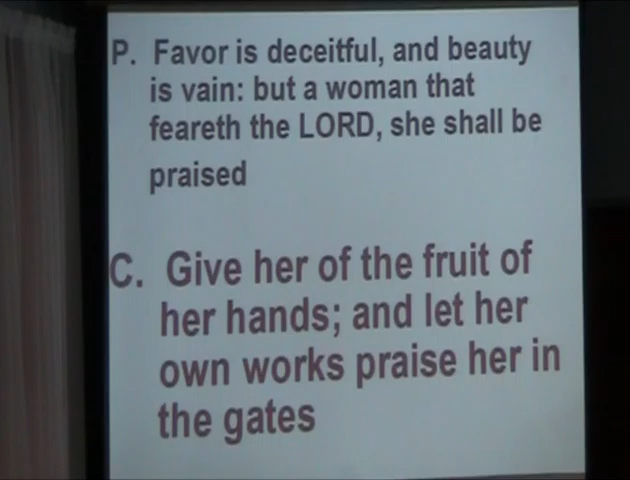 P. Favor is deceitful, and beauty
is vain: but a woman that
feareth the LORD, she shall be
praised
C. Give her of the fruit of
her hands; and let her
own works praise her in
the gates